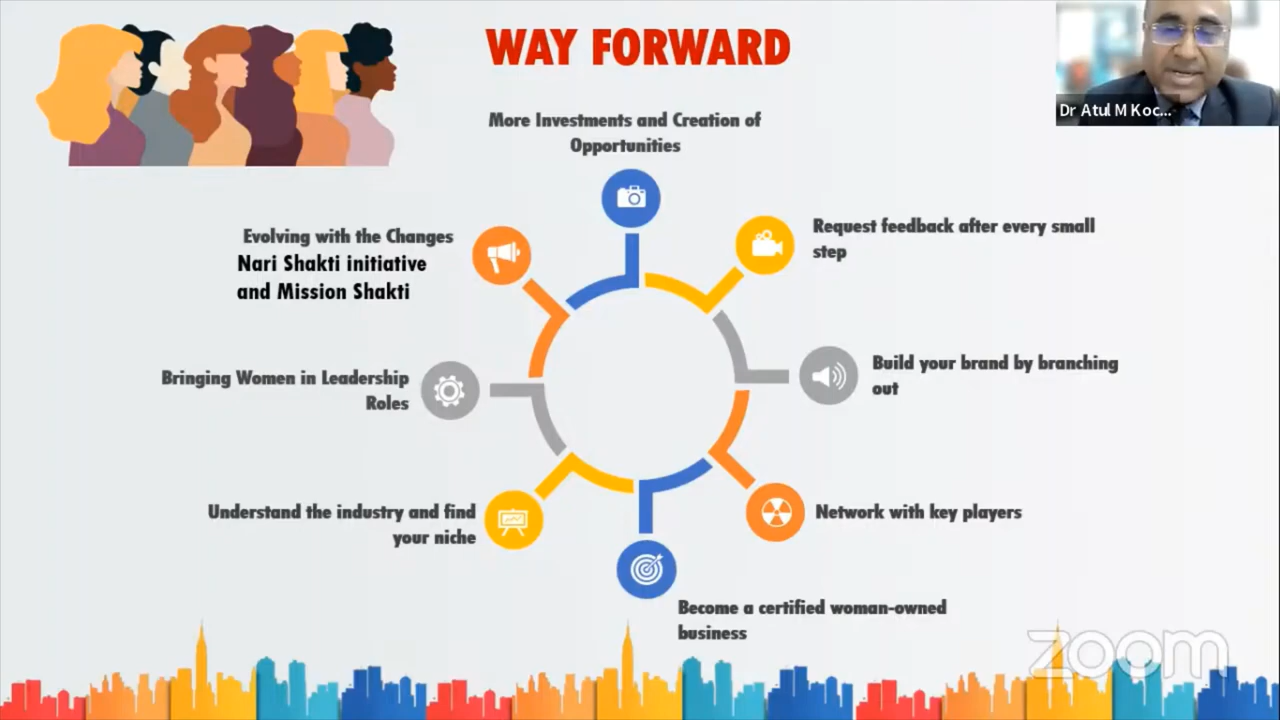 WAY FORWARD
Dr Atul M Koc...
More Investments and Creation of
Opportunities
Request feedback after every small
step
Evolving with the Changes
Nari Shakti initiative
and Mission Shakti
Build your brand by branching
out
Bringing Women in Leadership
Roles
Understand the industry and find
your niche
Network with key players
Become a certified woman-owned
business
zoom